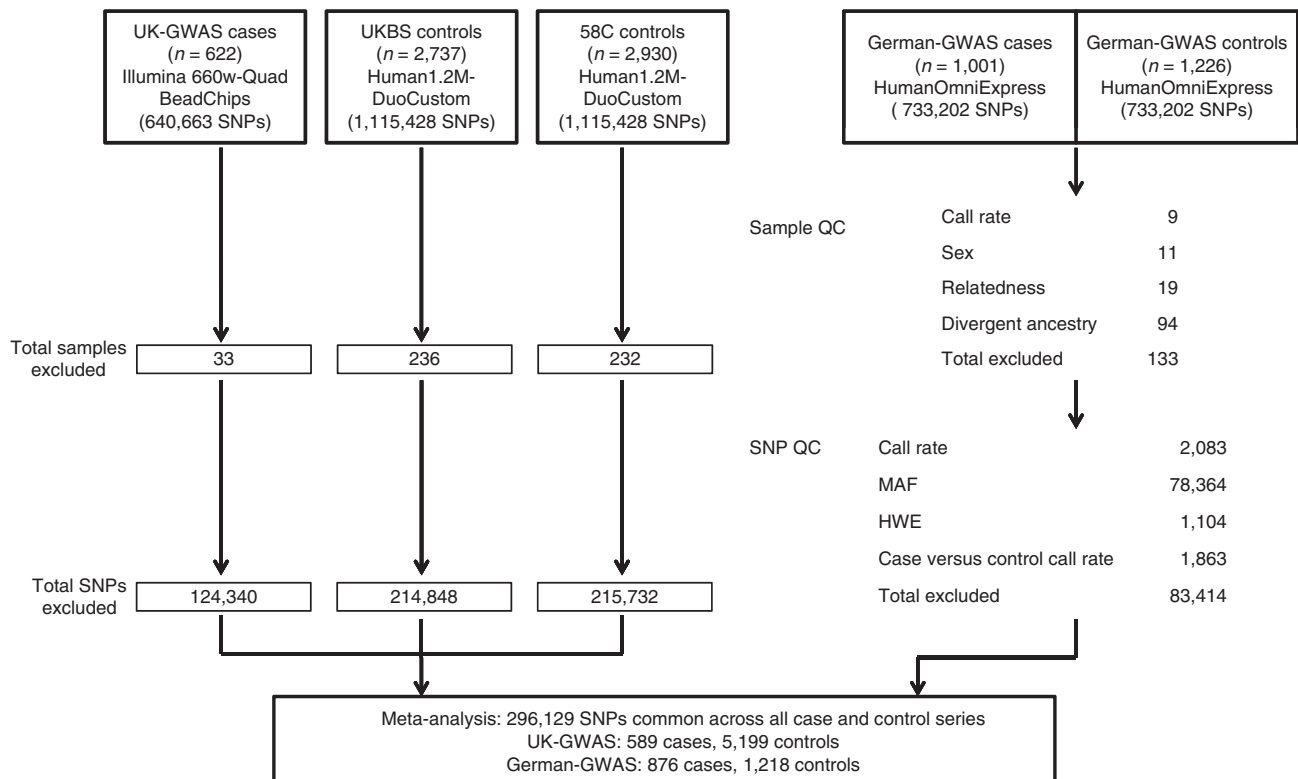 UK-GWAS cases
(n = 622)
Illumina 660w-Quad
BeadChips
(640,663 SNPs)
UKBS controls
(n = 2,737)
Human1.2M-
DuoCustom
(1,115,428 SNPs)
58C controls
(n = 2,930)
Human1.2M-
DuoCustom
(1,115,428 SNPs)
German-GWAS cases
(n = 1,001)
HumanOmniExpress
( 733,202 SNPs)
German-GWAS controls
(n = 1,226)
HumanOmniExpress
(733,202 SNPs)
Sample QC
Call rate 9
Sex 11
Relatedness 19
Divergent ancestry 94
Total excluded 133
Total samples
excluded
33
236
232
SNP QC
Call rate 2,083
MAF 78,364
HWE 1,104
Case versus control call rate 1,863
Total excluded 83,414
Total SNPs
excluded
124,340
214,848
215,732
Meta-analysis: 296,129 SNPs common across all case and control series
UK-GWAS: 589 cases, 5,199 controls
German-GWAS: 876 cases, 1,218 controls